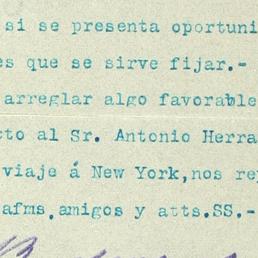 si se presenta oportuni
es que se sirve fijar.-
arreglar algo favorable
cto al Sr. Antonio Herra
viaje á New York,nos re
afms.amigos y atts.SS.-